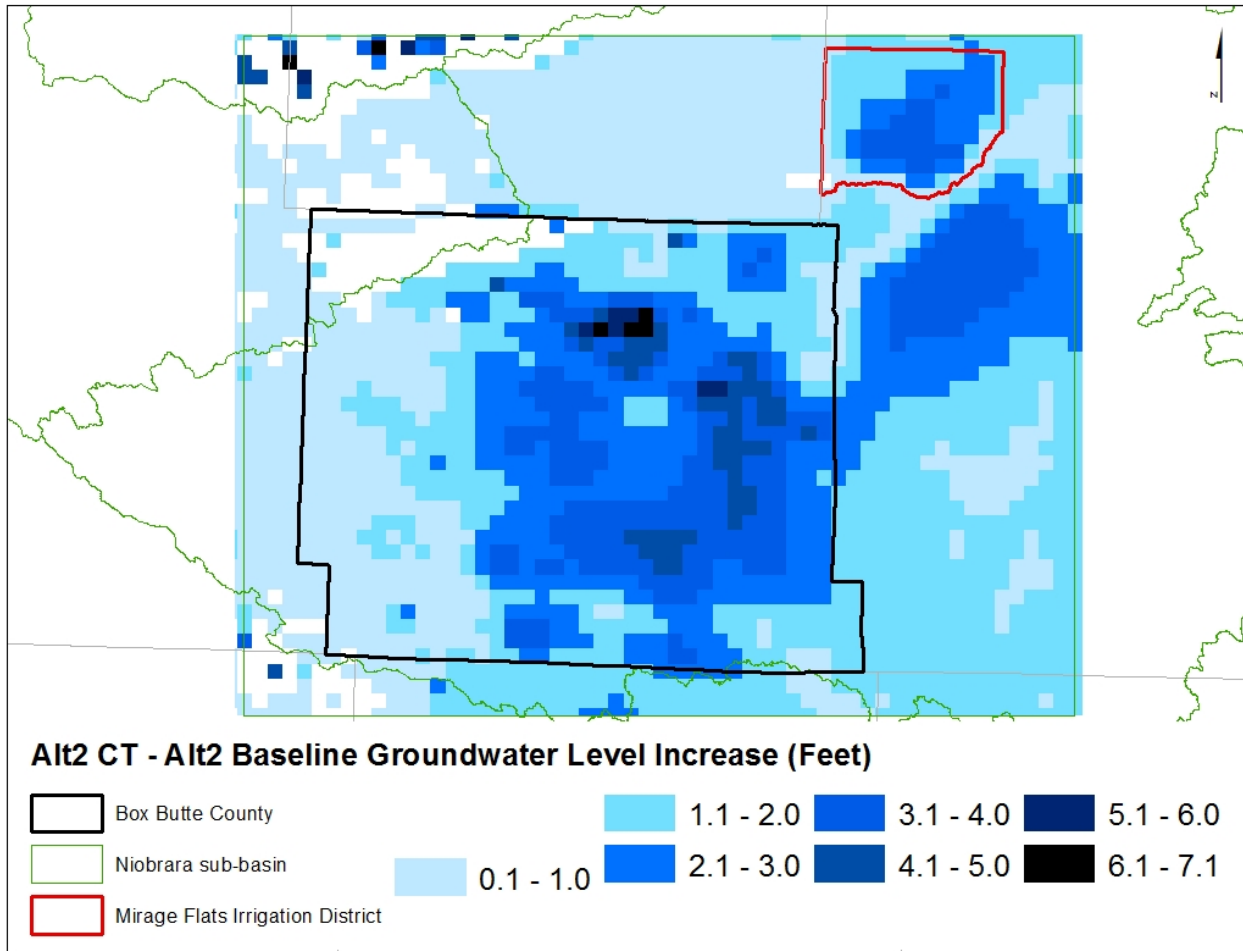 N
Alt2 CT - Alt2 Baseline Groundwater Level Increase (Feet)
Box Butte County
Niobrara sub-basin
Mirage Flats Irrigation District
0.1 - 1.0
1.1 - 2.0
2.1 - 3.0
3.1 - 4.0
4.1 - 5.0
5.1 - 6.0
6.1 - 7.1